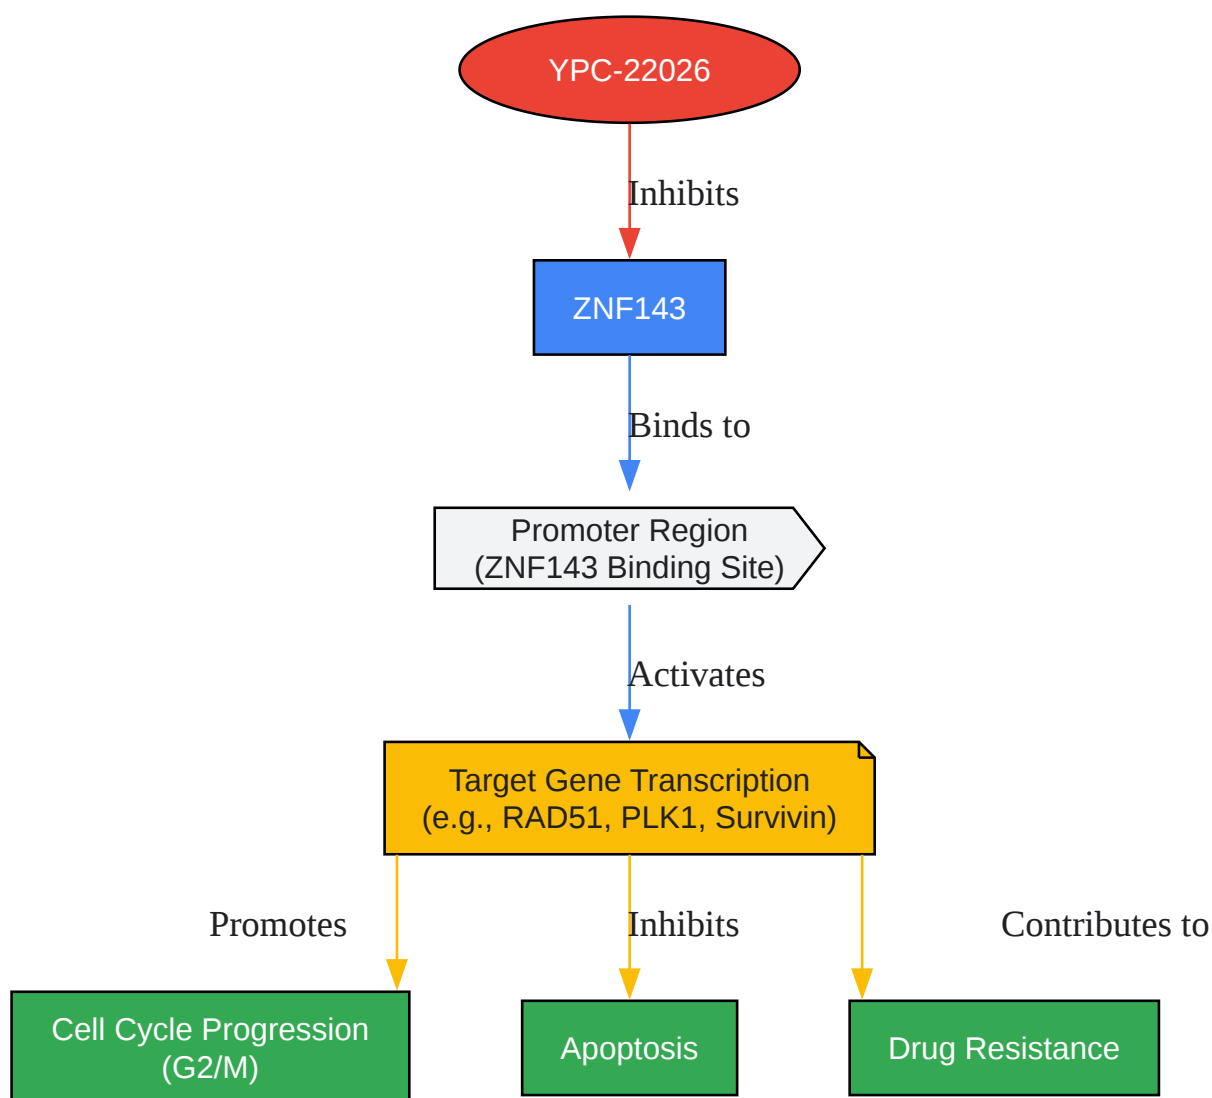 YPC-22026
Inhibits
ZNF143
Binds to
Promoter Region
(ZNF143 Binding Site)
Activates
Target Gene Transcription
(e.g., RAD51, PLK1, Survivin)
Promotes
Inhibits
Contributes to
Cell Cycle Progression
(G2/M)
Apoptosis
Drug Resistance